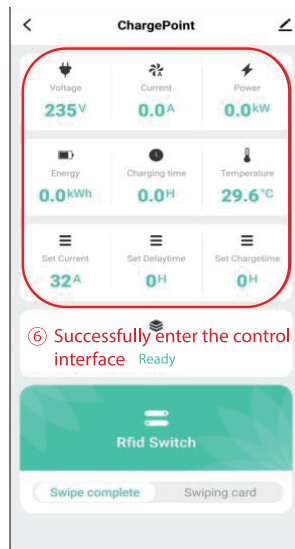 ChargePoint
Voltage Current Power
235V 0.0A 0.0kW
Energy Charging time Temperature
0.0kWh 0.0H 29.6°C
Set Current Set Delaytime Set Chargetime
32A 0H 0H
⑥ Successfully enter the control
interface Ready
Rfid Switch
Swipe complete Swiping card